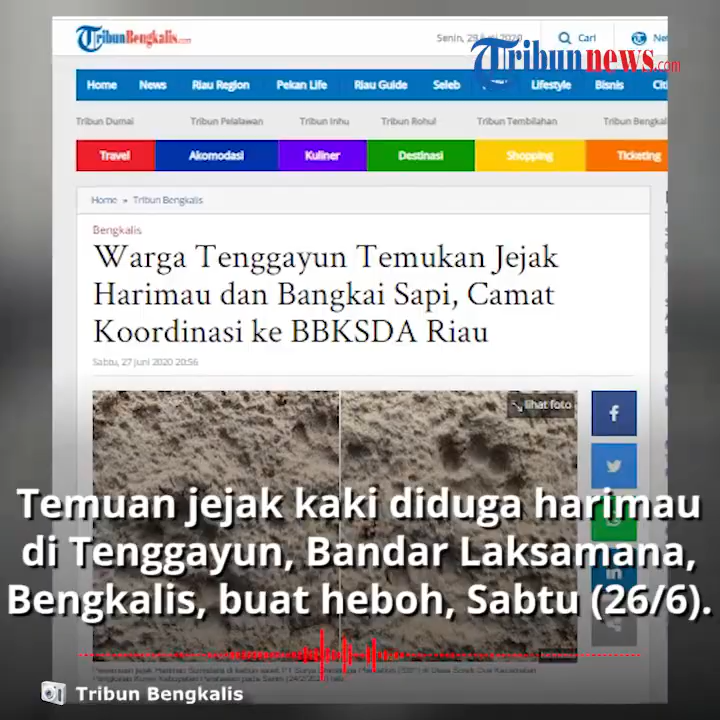 TribunBengkalis.com
Senin, 29 Juni 2020
Cari
Tribunnews.com
Home News Riau Region Pekan Life Riau Guide Seleb Lifestyle Bisnis
Tribun Dumai Tribun Pelalawan Tribun Inhu Tribun Rohul Tribun Tembilahan Tribun Bengkal
Travel Akomodasi Kuliner Destinasi Shopping Ticketing
Home » Tribun Bengkalis
Bengkalis
Warga Tenggayun Temukan Jejak
Harimau dan Bangkai Sapi, Camat
Koordinasi ke BBKSDA Riau
Sabtu, 27 Juni 2020 20:56
lihat foto
Temuan jejak kaki diduga harimau
di Tenggayun, Bandar Laksamana,
Bengkalis, buat heboh, Sabtu (26/6).
Tribun Bengkalis